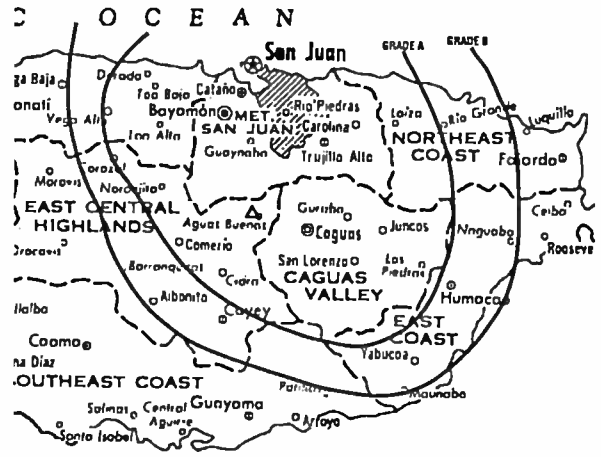 OCEAN
San Juan
GRADE A
GRADE B
Dorado
Cataño
Toa Baja
Vega Alta
Bayamón
MET.
SAN JUAN
Rio Piedras
Carolina
Loiza
Rio Grande
Luquillo
Toa Alta
Guaynabo
Trujillo Alto
NORTHEAST
COAST
Fajardo
Corozal
Morovis
Naranjito
EAST CENTRAL
HIGHLANDS
Aguas Buenas
Gurabo
Ceiba
Comerio
Caguas
Juncos
Naguabo
Rooseve
Barranquitas
San Lorenzo
Las
Piedras
Cidra
CAGUAS
VALLEY
Aibonito
Humacao
Cayey
EAST
COAST
Coamo
Yabucoa
OUTHEAST COAST
Maunabo
Salinas
Central
Aguirre
Guayama
Arroyo
Santa Isabel